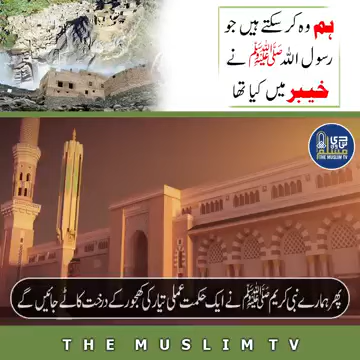 ہم وہ کر سکتے ہیں جو
رسول اللہ ﷺ نے
خیبر میں کیا تھا
THE MUSLIM TV
پھر ہمارے نبی کریم ﷺ نے ایک حکمت عملی تیار کی کھجور کے درخت کاٹے جائیں گے
THE MUSLIM TV